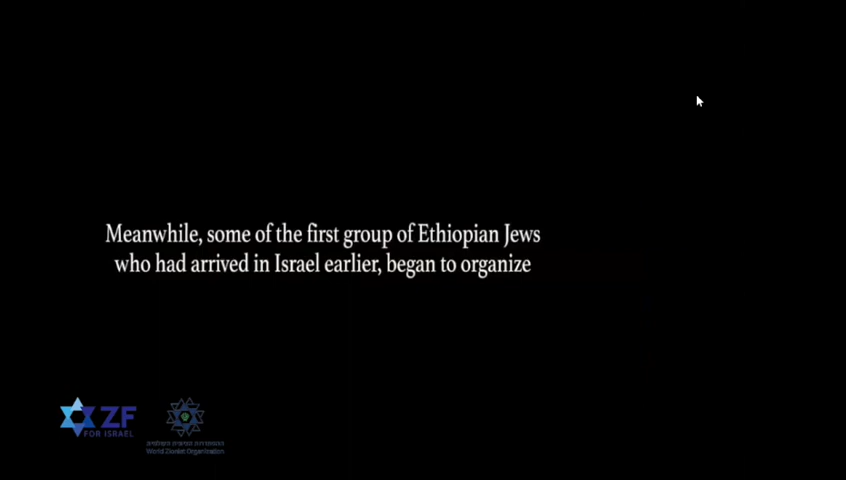 Meanwhile, some of the first group of Ethiopian Jews
who had arrived in Israel earlier, began to organize
ZF
FOR ISRAEL
World Zionist Organization